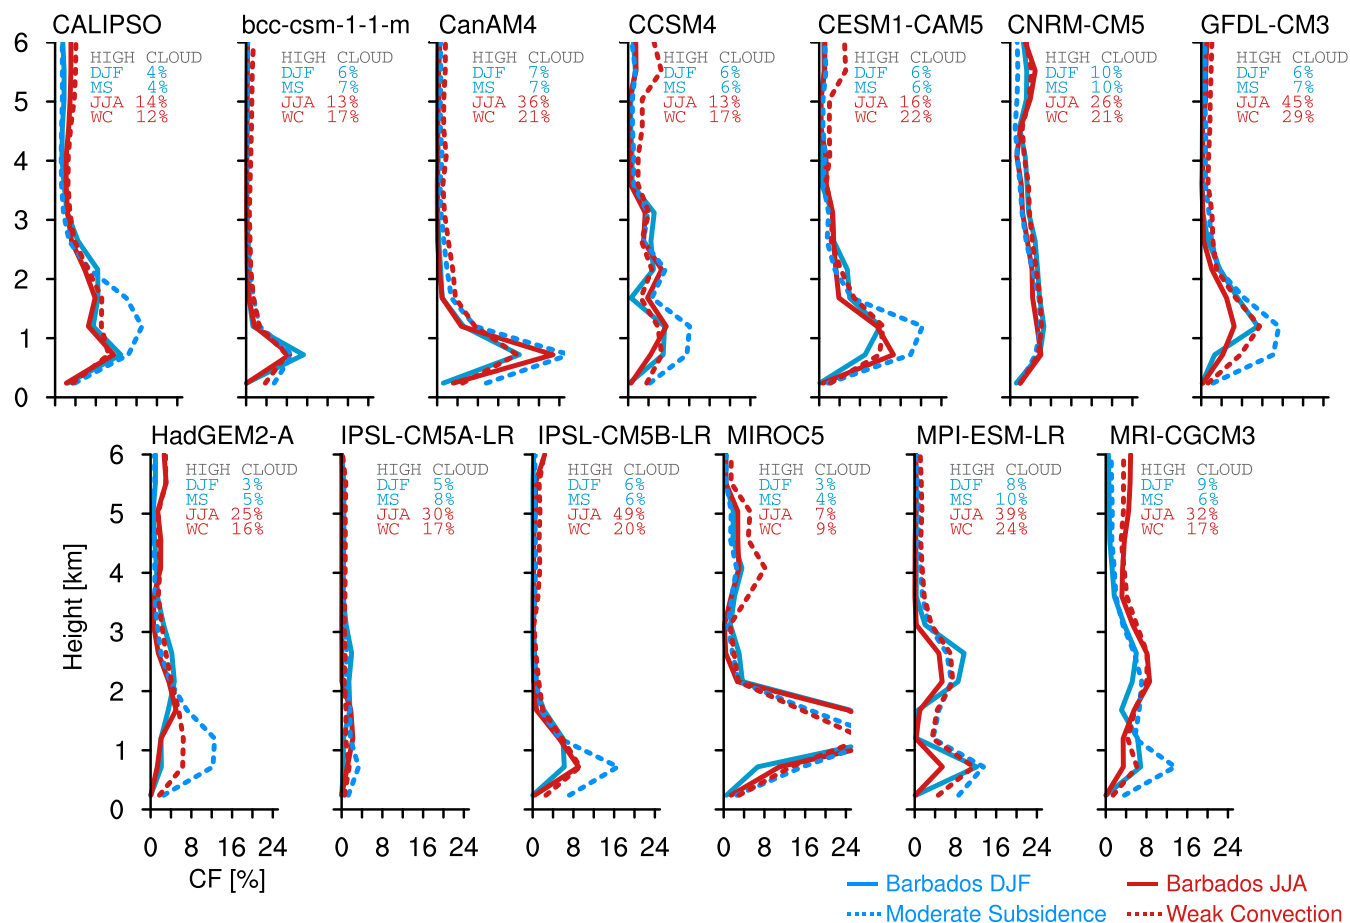 CALIPSO bcc-csm-1-1-m CanAM4 CCSM4 CESM1-CAM5 CNRM-CM5 GFDL-CM3
6 HIGH CLOUD HIGH CLOUD HIGH CLOUD HIGH CLOUD HIGH CLOUD HIGH CLOUD HIGH CLOUD
DJF 4% DJF 6% DJF 7% DJF 6% DJF 6% DJF 10% DJF 6%
MS 4% MS 7% MS 7% MS 6% MS 6% MS 10% MS 7%
5 JJA 14% JJA 13% JJA 36% JJA 13% JJA 16% JJA 26% JJA 45%
WC 12% WC 17% WC 21% WC 17% WC 22% WC 21% WC 29%
4
3
2
1
0
HadGEM2-A IPSL-CM5A-LR IPSL-CM5B-LR MIROC5 MPI-ESM-LR MRI-CGCM3
6 HIGH CLOUD HIGH CLOUD HIGH CLOUD HIGH CLOUD HIGH CLOUD HIGH CLOUD
DJF 3% DJF 5% DJF 6% DJF 3% DJF 8% DJF 9%
MS 5% MS 8% MS 6% MS 4% MS 10% MS 6%
5 JJA 25% JJA 30% JJA 49% JJA 7% JJA 39% JJA 32%
WC 16% WC 17% WC 20% WC 9% WC 24% WC 17%
4
3
2
1
0
Height [km]
0 8 16 24 0 8 16 24 0 8 16 24 0 8 16 24 0 8 16 24 0 8 16 24
CF [%]
Barbados DJF Barbados JJA
Moderate Subsidence Weak Convection